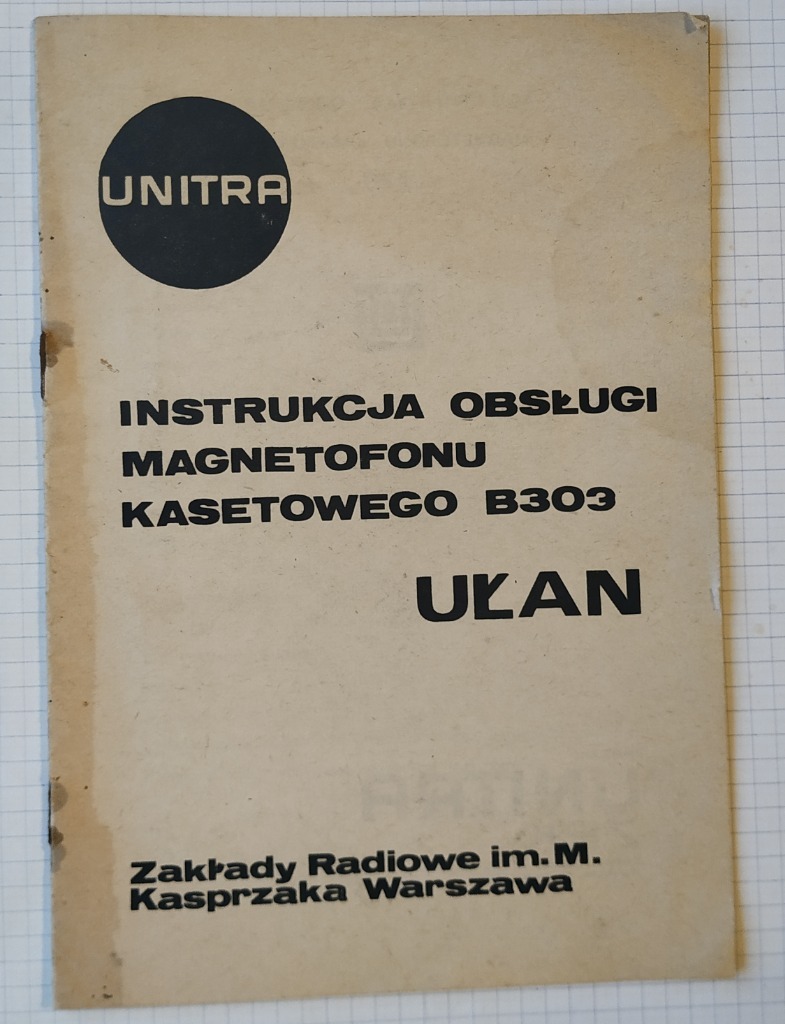 UNITRA
INSTRUKCJA OBSŁUGI
MAGNETOFONU
KASETOWEGO B303
UŁAN
Zakłady Radiowe im. M.
Kasprzaka Warszawa